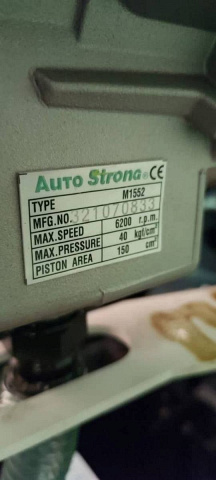 AUTO STRONG® CE
TYPE M1552
MFG.NO. 321070833
MAX.SPEED 6200 r.p.m.
MAX.PRESSURE 40 kgf/cm²
PISTON AREA 150 cm²